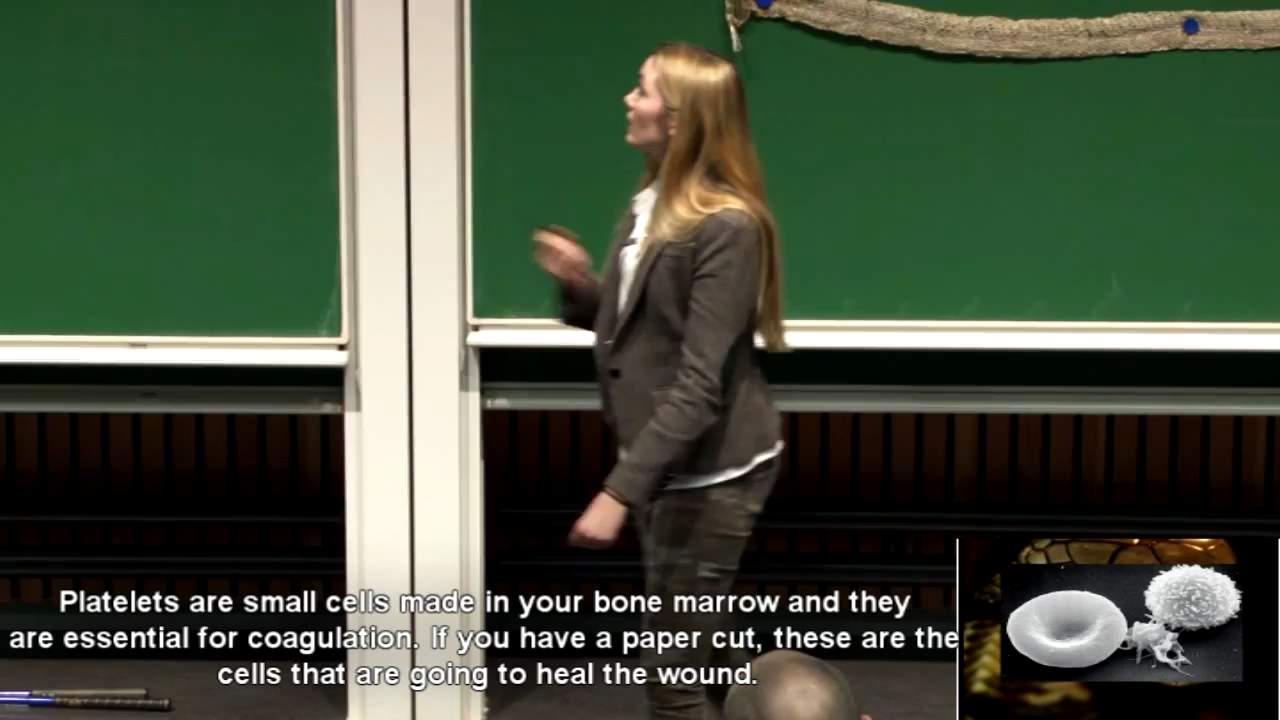 Platelets are small cells made in your bone marrow and they
are essential for coagulation. If you have a paper cut, these are the
cells that are going to heal the wound.